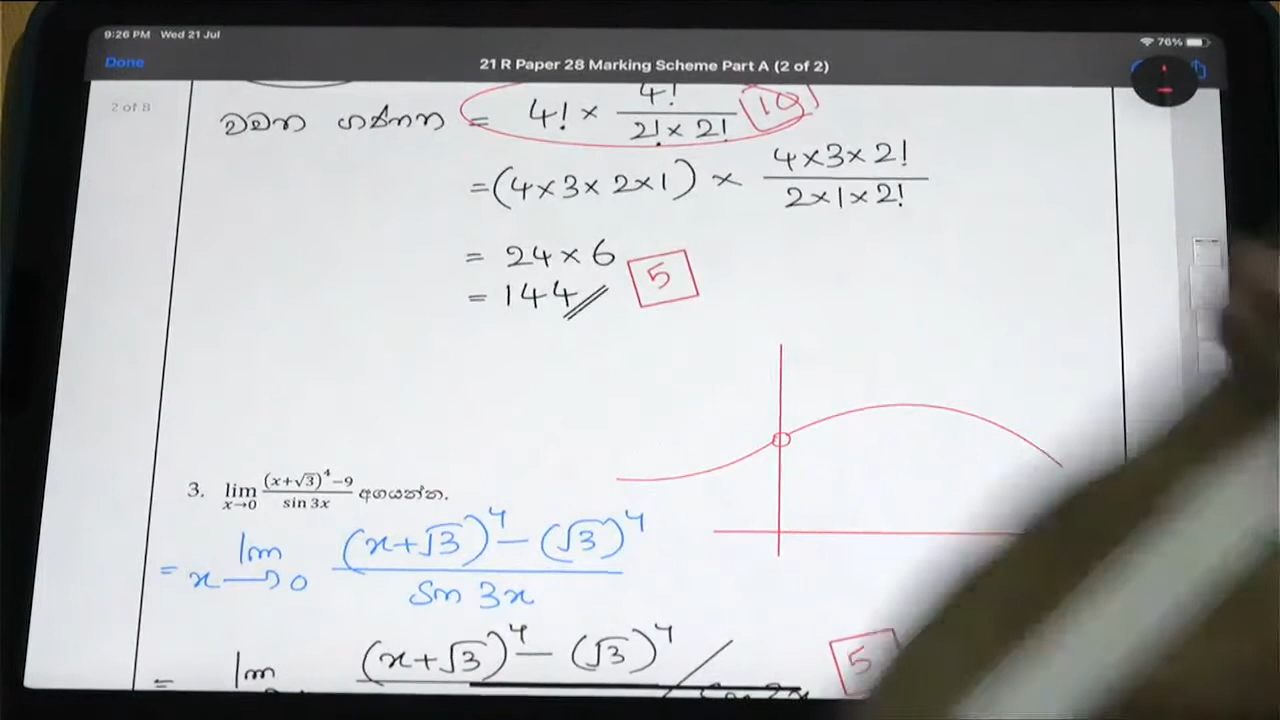 9:26 PM Wed 21 Jul
76%
Done
21 R Paper 28 Marking Scheme Part A (2 of 2)
2 of 8
වචන ගණන = 4! × 4! / 2! × 2! 10
= (4×3×2×1) × 4×3×2! / 2×1×2!
= 24 × 6
= 144 5
3. lim x→0 (x+√3)⁴−9 / sin 3x අගයන්න.
= lim x→0 (x+√3)⁴ − (√3)⁴ / Sin 3x
= lim (x+√3)⁴ − (√3)⁴ / 5